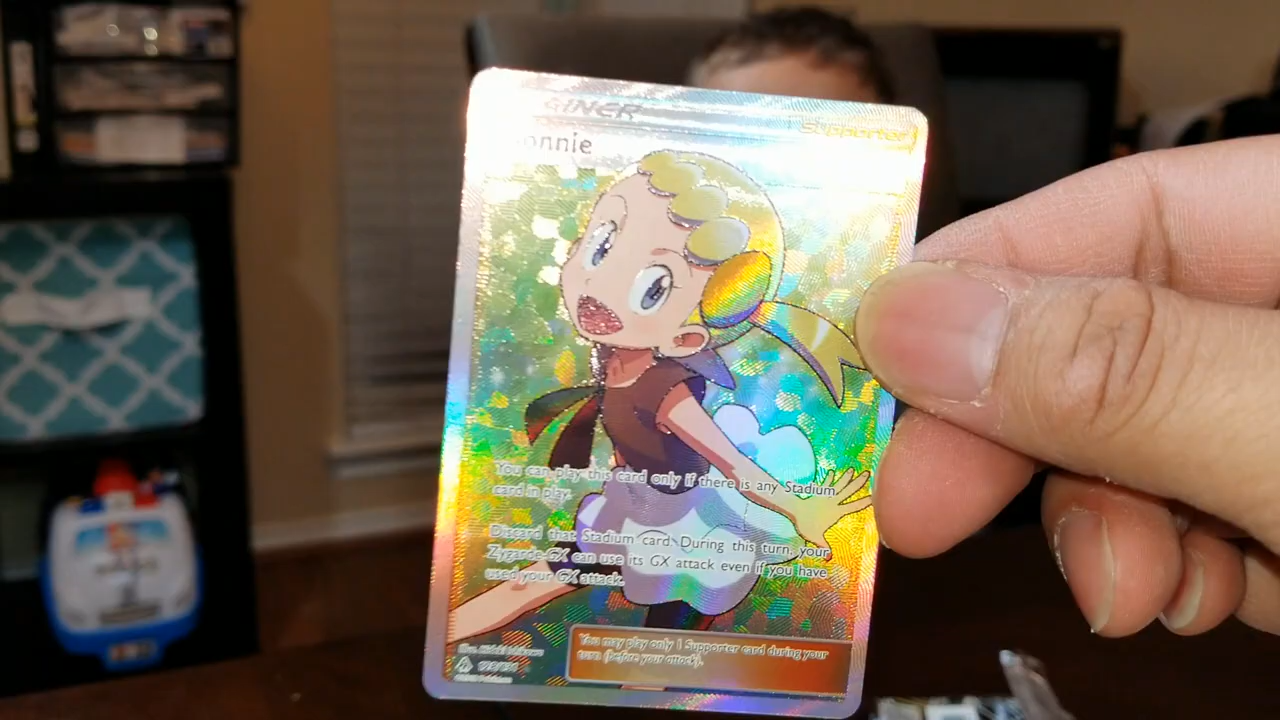 INER
Supporter
onnie
You can play this card only if there is any Stadium
card in play.
Discard that Stadium card. During this turn, your
Zygarde-GX can use its GX attack even if you have
used your GX attack.
You may play only 1 Supporter card during your
turn (before your attack).